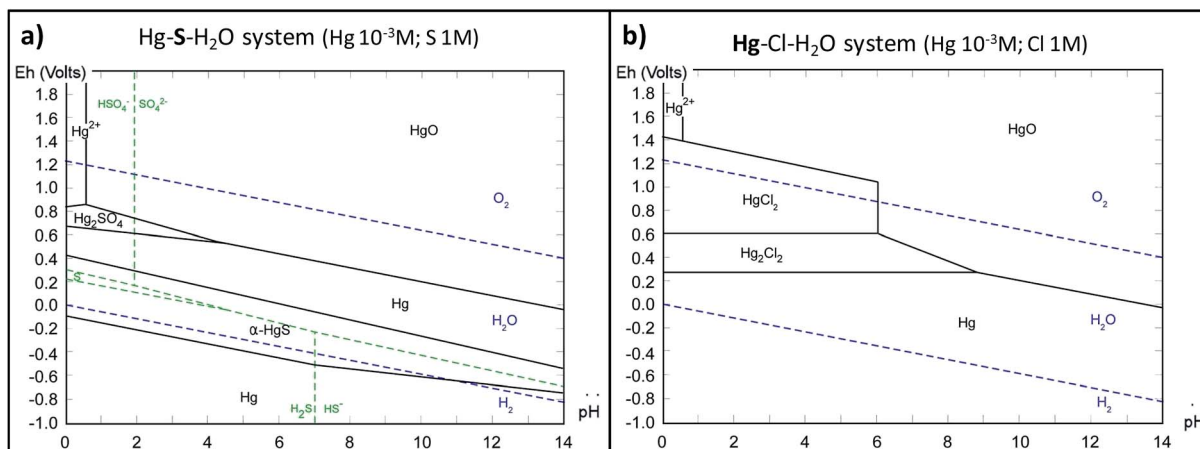 a) Hg-S-H₂O system (Hg 10⁻³M; S 1M)
Eh (Volts)
1.8
1.6
1.4
1.2
1.0
0.8
0.6
0.4
0.2
0.0
-0.2
-0.4
-0.6
-0.8
-1.0
HSO₄⁻ SO₄²⁻
Hg²⁺
HgO
O₂
Hg₂SO₄
S
Hg
H₂O
α-HgS
Hg
H₂S HS⁻
H₂
pH
0 2 4 6 8 10 12 14
b) Hg-Cl-H₂O system (Hg 10⁻³M; Cl 1M)
Eh (Volts)
1.8
1.6
1.4
1.2
1.0
0.8
0.6
0.4
0.2
0.0
-0.2
-0.4
-0.6
-0.8
-1.0
Hg²⁺
HgO
HgCl₂
O₂
Hg₂Cl₂
Hg
H₂O
H₂
pH
0 2 4 6 8 10 12 14